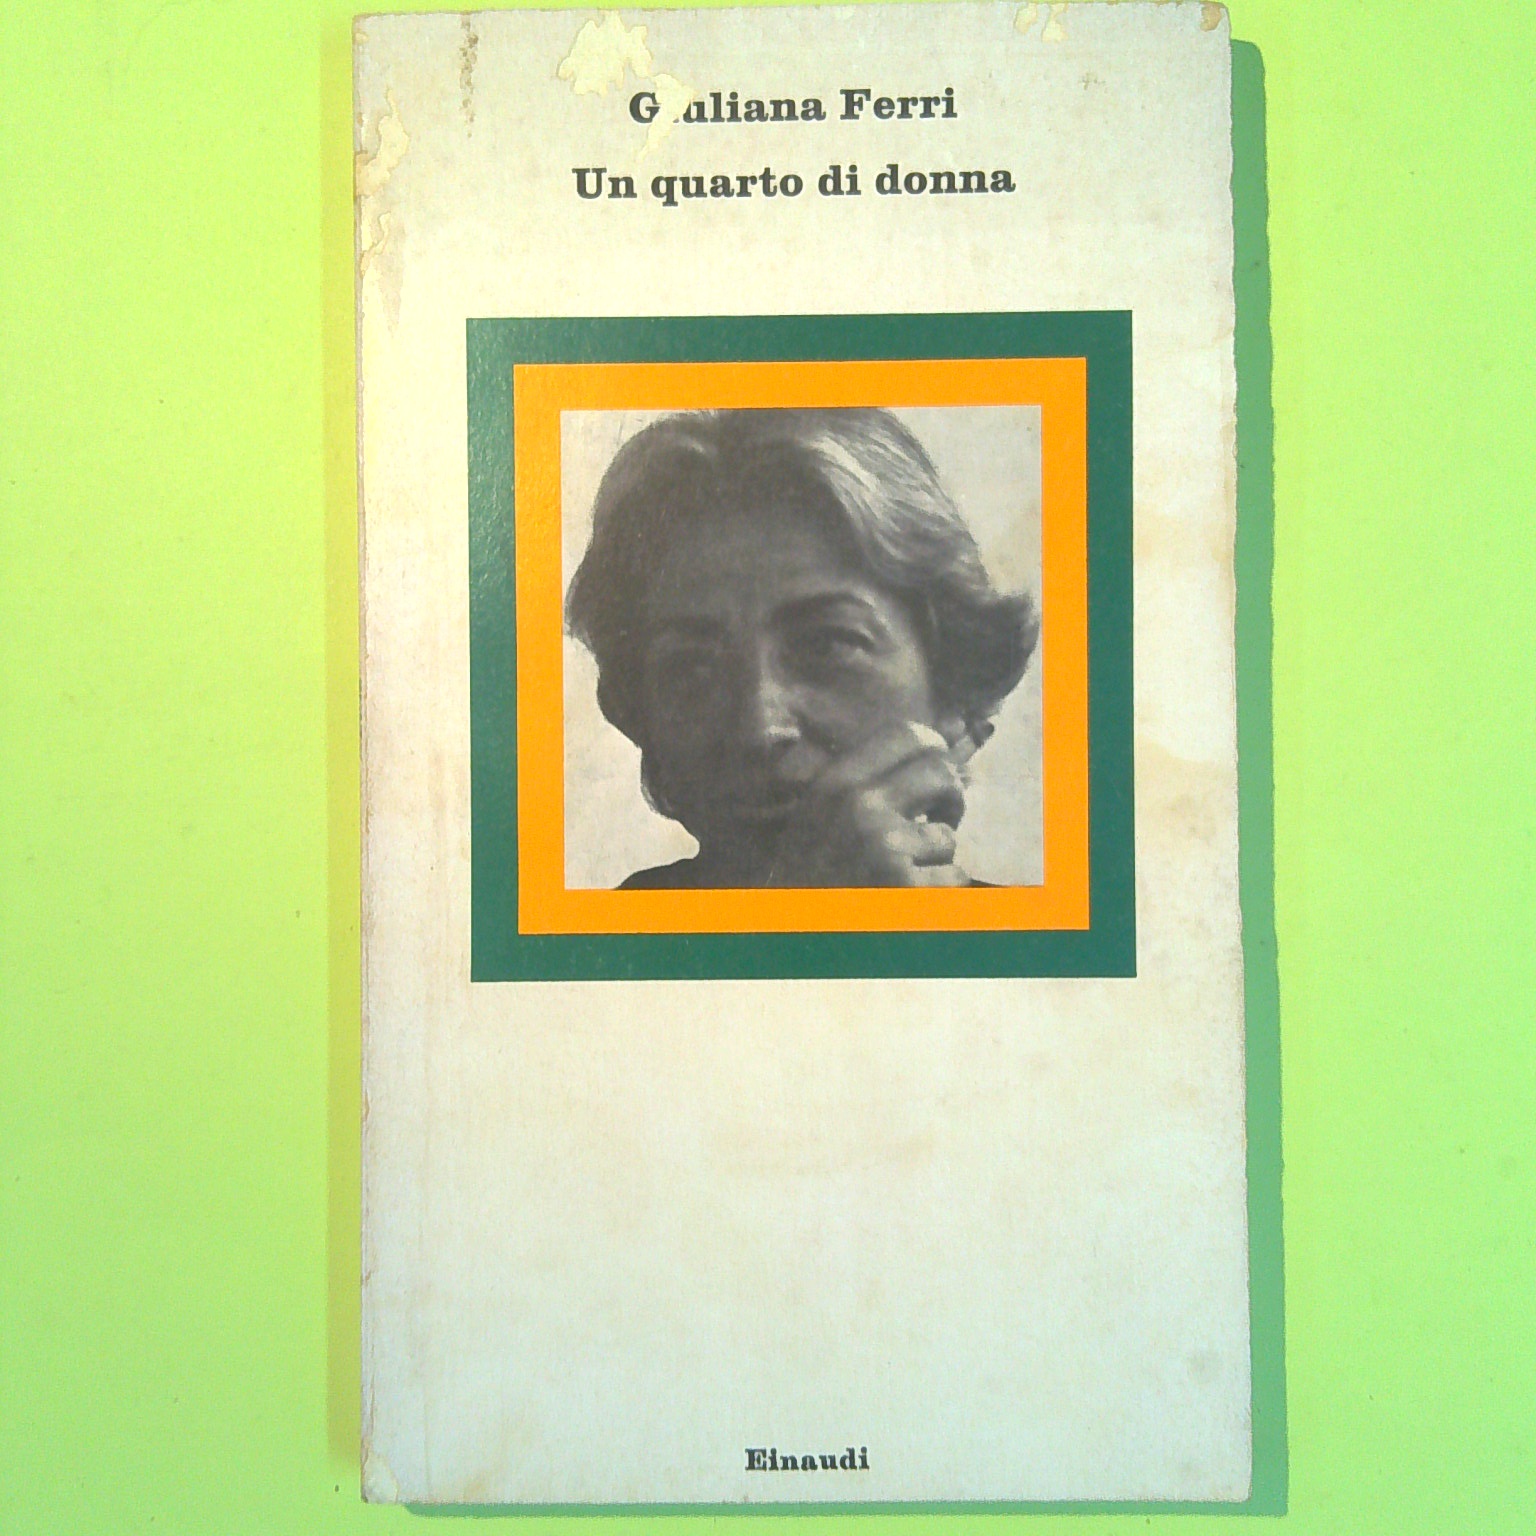 Giuliana Ferri
Un quarto di donna
Einaudi